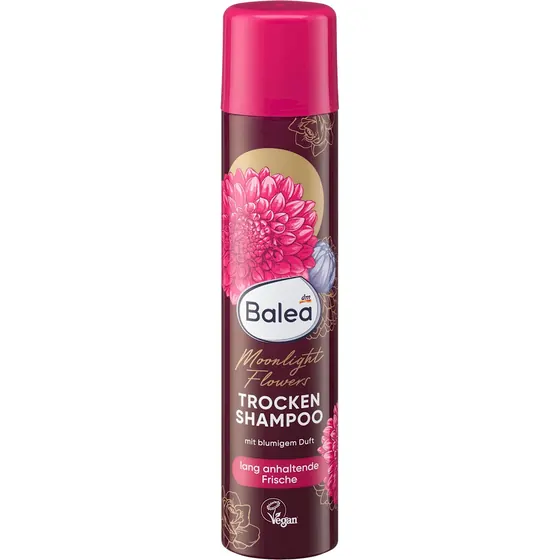 dm
Balea
Moonlight
Flowers
TROCKEN
SHAMPOO
mit blumigem Duft
lang anhaltende
Frische
Vegan